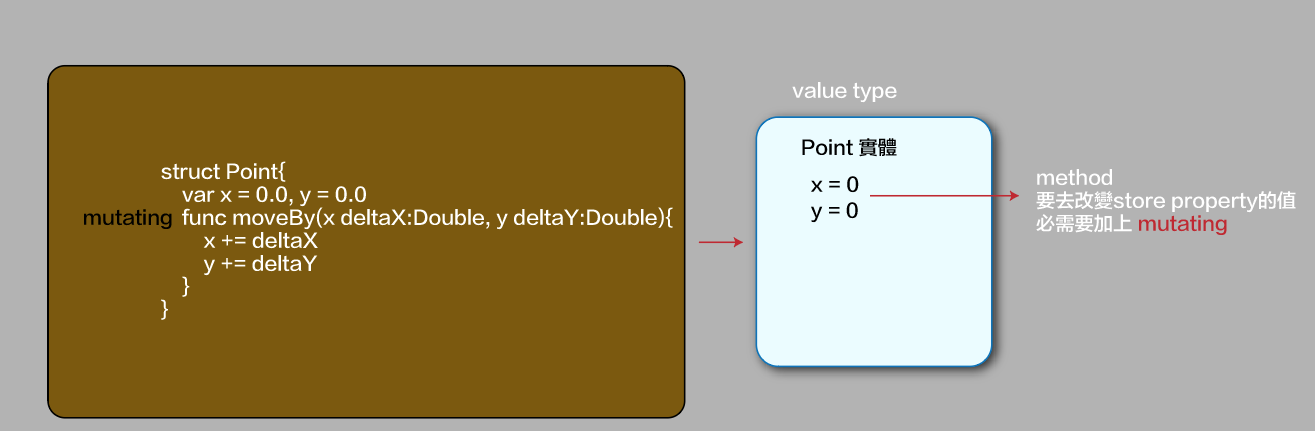 struct Point{
var x = 0.0, y = 0.0
mutating func moveBy(x deltaX:Double, y deltaY:Double){
x += deltaX
y += deltaY
}
}
value type
Point 實體
x = 0
y = 0
method
要去改變store property的值
必需要加上 mutating